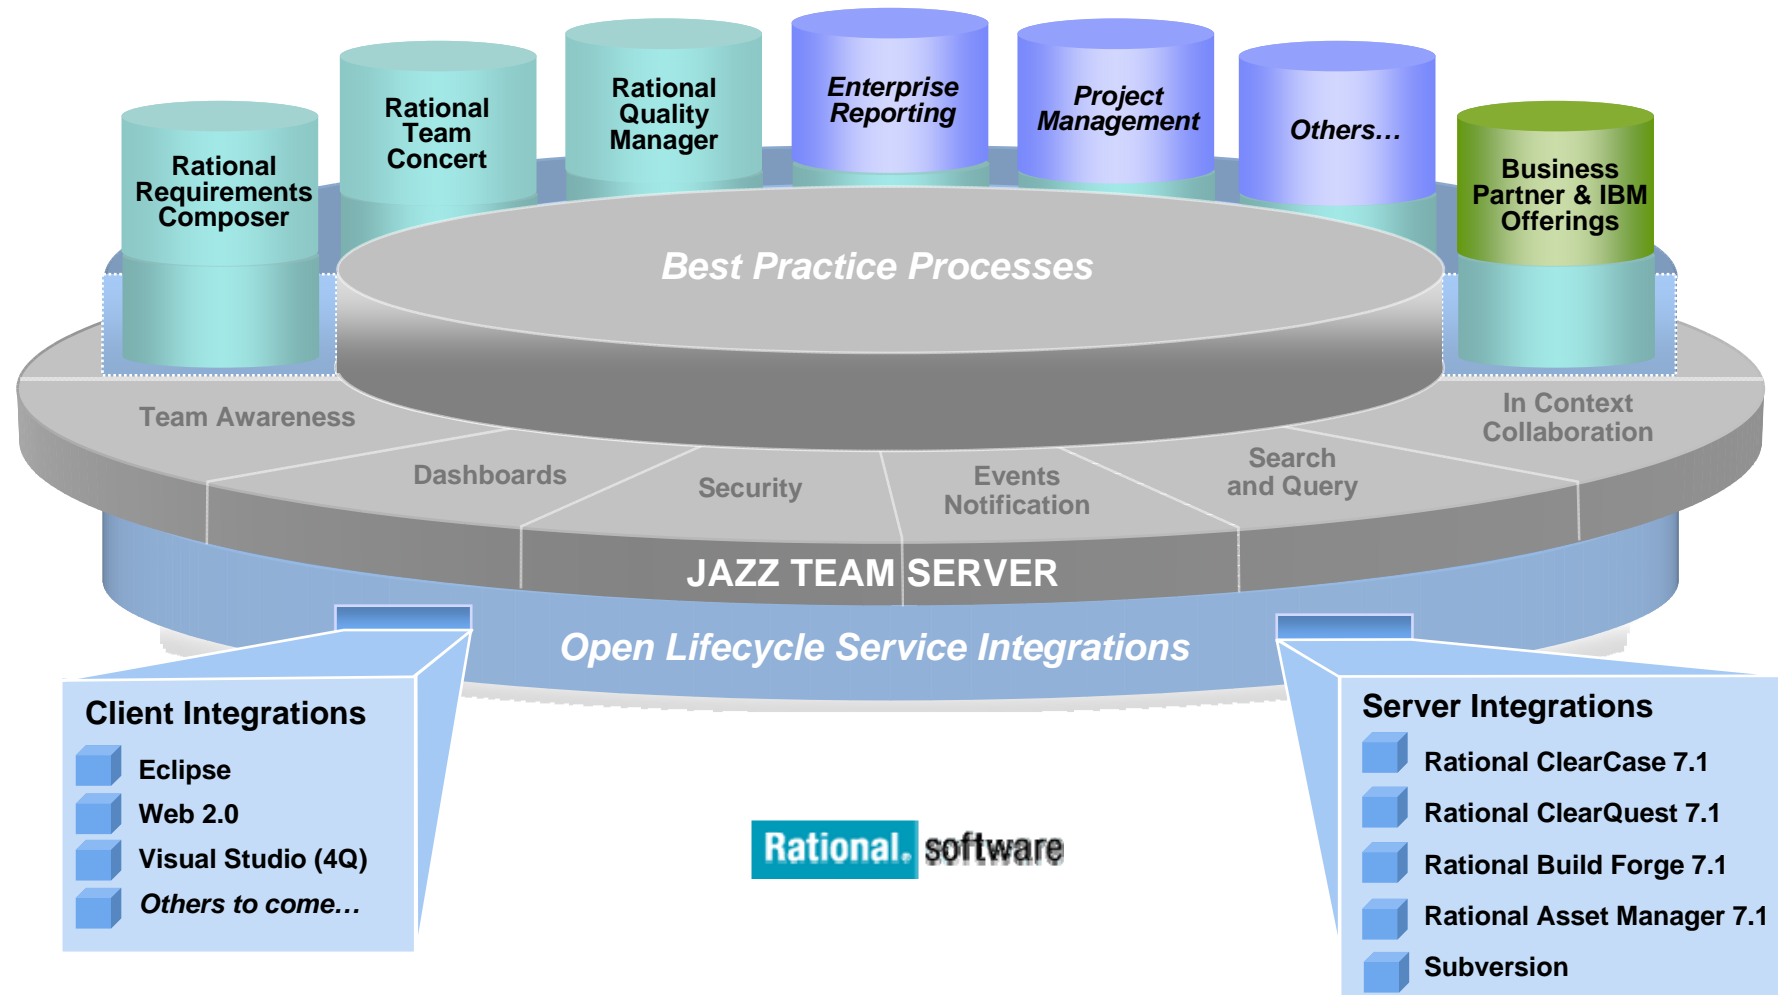 Rational
Requirements
Composer
Rational
Team
Concert
Rational
Quality
Manager
Enterprise
Reporting
Project
Management
Others…
Business
Partner & IBM
Offerings
Best Practice Processes
Team Awareness
Dashboards
Security
Events
Notification
Search
and Query
In Context
Collaboration
JAZZ TEAM SERVER
Open Lifecycle Service Integrations
Client Integrations
Eclipse
Web 2.0
Visual Studio (4Q)
Others to come…
Rational. software
Server Integrations
Rational ClearCase 7.1
Rational ClearQuest 7.1
Rational Build Forge 7.1
Rational Asset Manager 7.1
Subversion